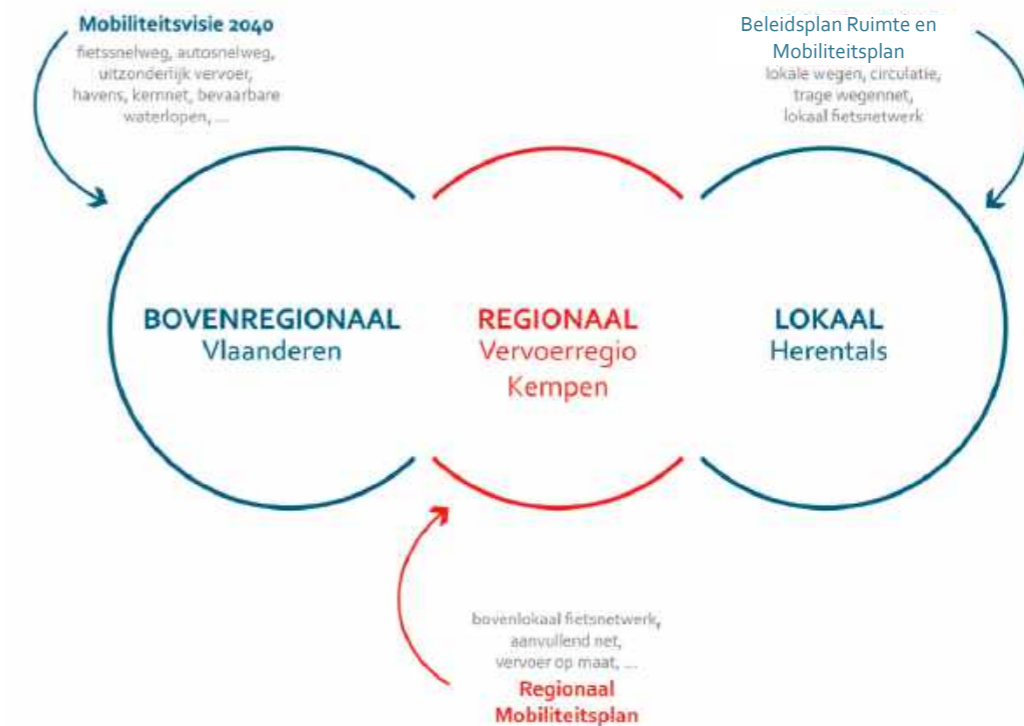 Mobiliteitsvisie 2040
fietssnelweg, autosnelweg,
uitzonderlijk vervoer,
havens, kernnet, bevaarbare
waterlopen, ...
Beleidsplan Ruimte en
Mobiliteitsplan
lokale wegen, circulatie,
trage wegennet,
lokaal fietsnetwerk
BOVENREGIONAAL
Vlaanderen
REGIONAAL
Vervoerregio
Kempen
LOKAAL
Herentals
bovenlokaal fietsnetwerk,
aanvullend net,
vervoer op maat, ...
Regionaal
Mobiliteitsplan